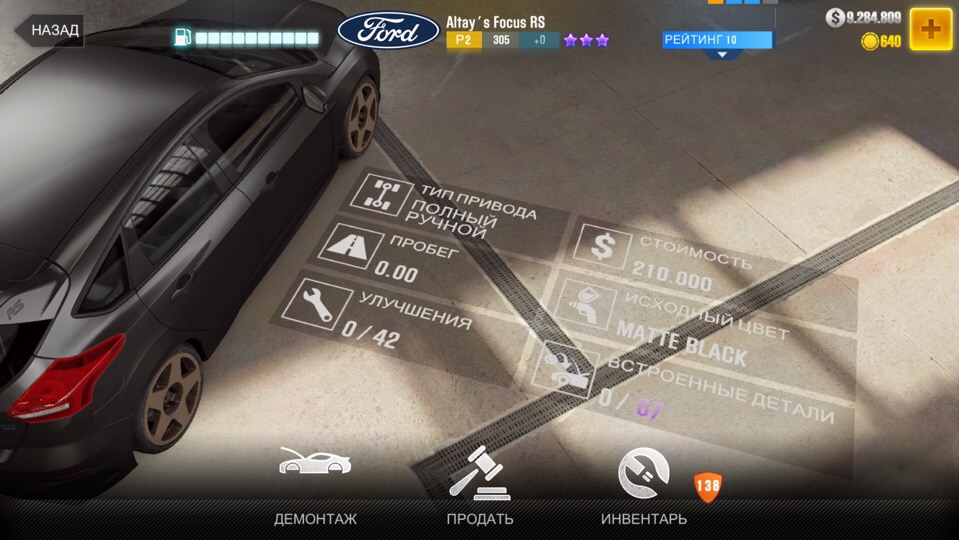 НАЗАД
Ford
Altay's Focus RS
P2 305 +0
РЕЙТИНГ 10
$ 9.284.809
640
ТИП ПРИВОДА
ПОЛНЫЙ
РУЧНОЙ
ПРОБЕГ
0.00
УЛУЧШЕНИЯ
0 / 42
$
СТОИМОСТЬ
210.000
ИСХОДНЫЙ ЦВЕТ
MATTE BLACK
ВСТРОЕННЫЕ ДЕТАЛИ
0 / 67
RS
138
ДЕМОНТАЖ
ПРОДАТЬ
ИНВЕНТАРЬ